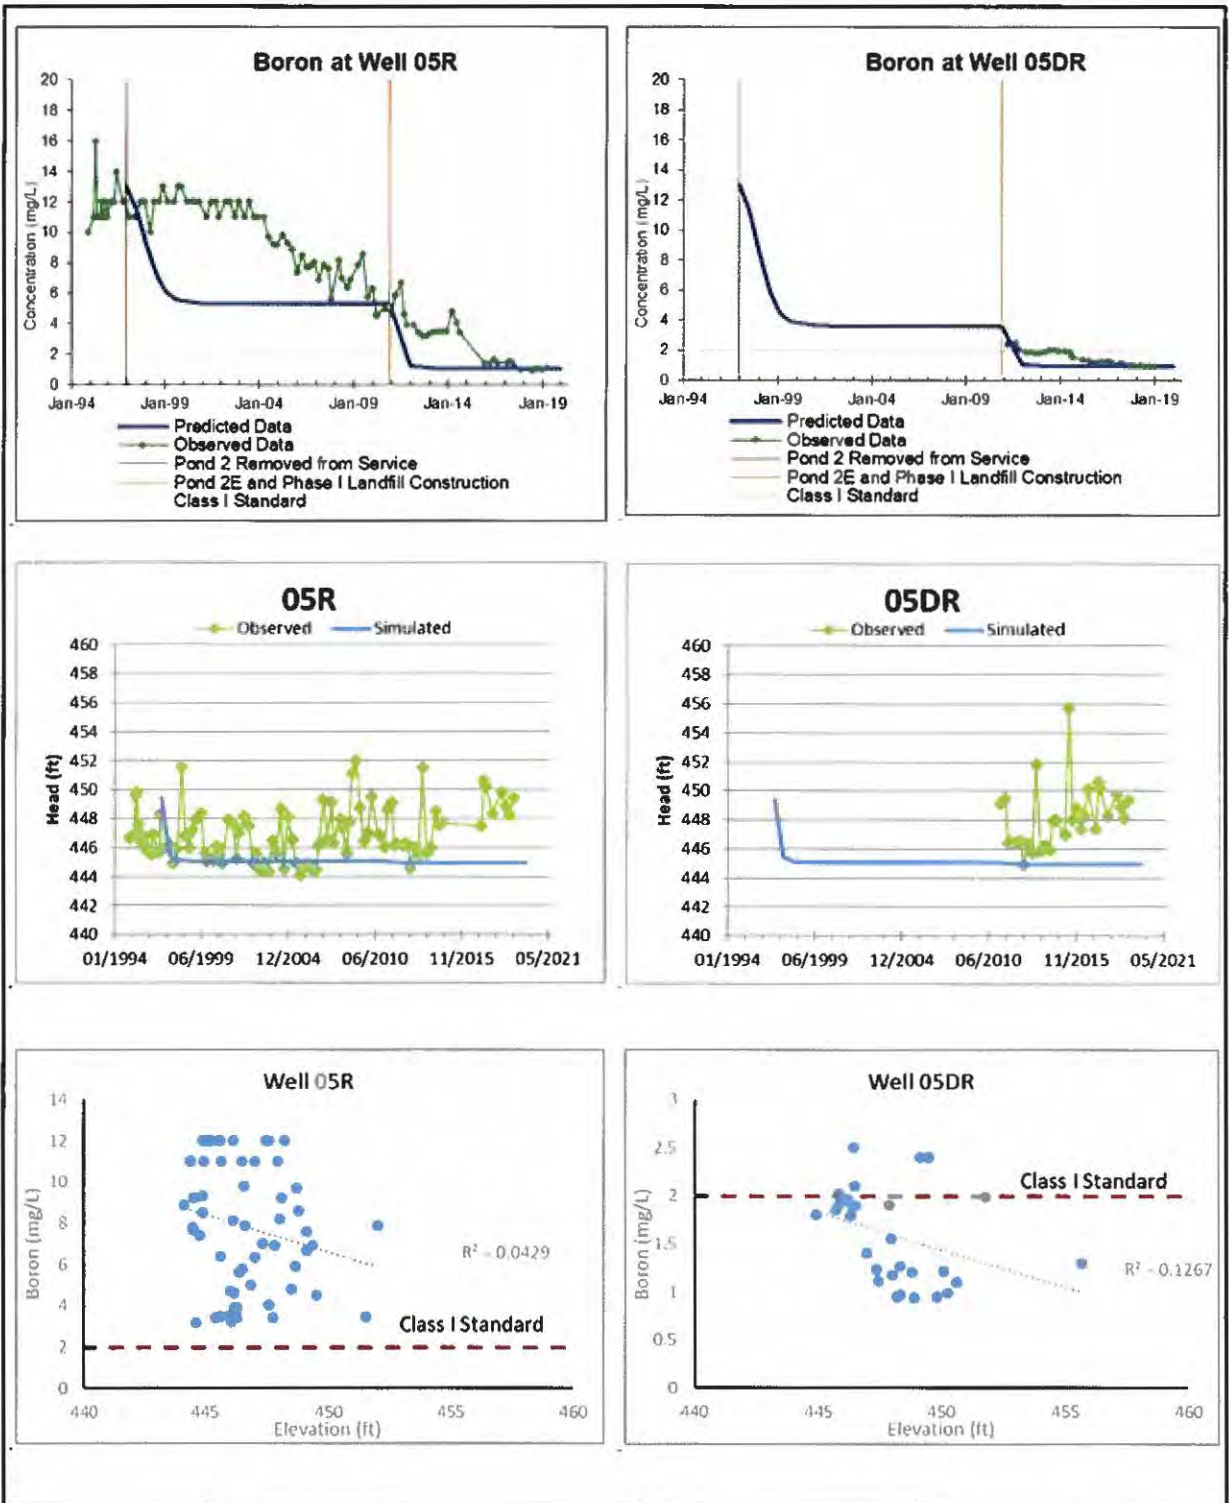 Boron at Well 05R
20
18
16
14
12
10
8
6
4
2
0
Concentration (mg/L)
Jan-94 Jan-99 Jan-04 Jan-09 Jan-14 Jan-19
Predicted Data
Observed Data
Pond 2 Removed from Service
Pond 2E and Phase I Landfill Construction
Class I Standard
Boron at Well 05DR
20
18
16
14
12
10
8
6
4
2
0
Concentration (mg/L)
Jan-94 Jan-99 Jan-04 Jan-09 Jan-14 Jan-19
Predicted Data
Observed Data
Pond 2 Removed from Service
Pond 2E and Phase I Landfill Construction
Class I Standard
05R
Observed Simulated
460
458
456
454
452
450
448
446
444
442
440
Head (ft)
01/1994 06/1999 12/2004 06/2010 11/2015 05/2021
05DR
Observed Simulated
460
458
456
454
452
450
448
446
444
442
440
Head (ft)
01/1994 06/1999 12/2004 06/2010 11/2015 05/2021
Well 05R
14
12
10
8
6
4
2
0
Boron (mg/L)
R² = 0.0429
Class I Standard
440 445 450 455 460
Elevation (ft)
Well 05DR
3
2.5
2
1.5
1
0.5
0
Boron (mg/L)
Class I Standard
R² = 0.1267
440 445 450 455 460
Elevation (ft)